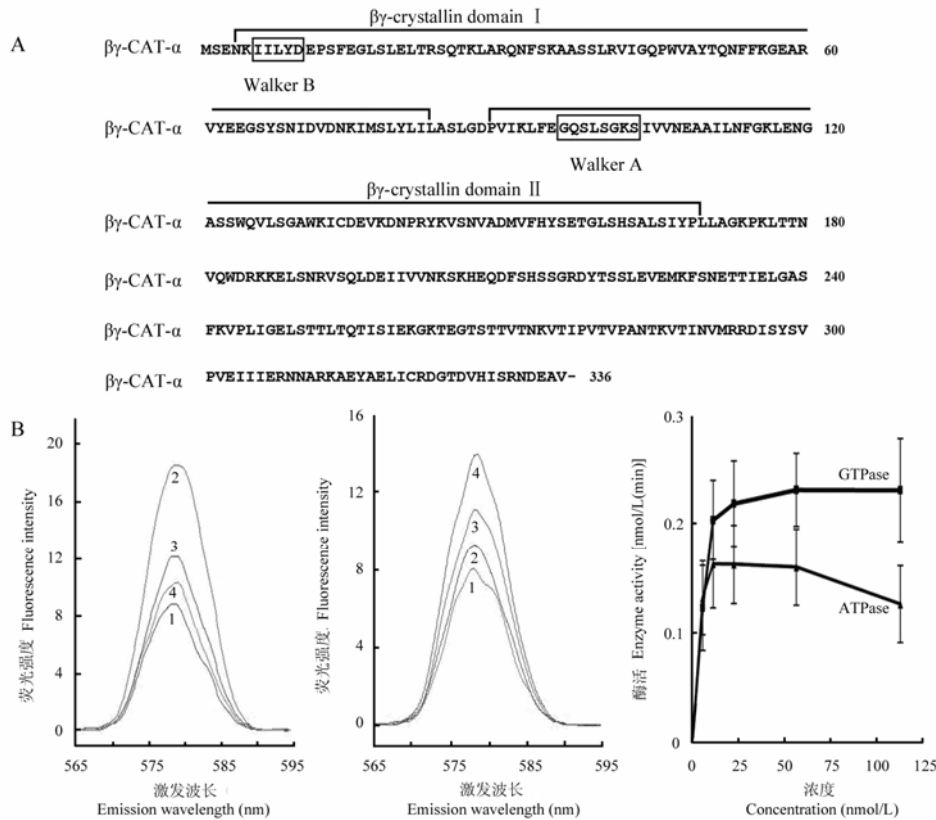 A
βγ-crystallin domain Ⅰ
βγ-CAT-α MSENKIILYDEPSFEGLSLELTRSQTKLARQNFSKAASSLRVIGQPWVAYTQNFFKGEAR 60
Walker B
βγ-CAT-α VYEEGSYSNIDVDNKIMSLYLILASLGDPVIKLFEGQSLSGKSIVVNEAAILNFGKLENG 120
Walker A
βγ-crystallin domain Ⅱ
βγ-CAT-α ASSWQVLSGAWKICDEVKDNPRYKVSNVADMVFHYSETGLSHSALSIYPLLAGKPKLTTN 180
βγ-CAT-α VQWDRKKELSNRVSQLDEIIVVNKSKHEQDFSHSSGRDYTSSLEVEMKFSNETTIELGAS 240
βγ-CAT-α FKVPLIGELSTTLTQTISIEKGKTEGTSTTVTNKVTIPVTVPANTKVTINVMRRDISYSV 300
βγ-CAT-α PVEIIIERNNARKAEYAELICRDGTDVHISRNDEAV- 336
B
荧光强度 Fluorescence intensity
20
16
12
8
4
0
2
3
4
1
565 575 585 595
激发波长
Emission wavelength (nm)
荧光强度. Fluorescence intensity
16
12
8
4
0
4
3
2
1
565 575 585 595
激发波长
Emission wavelength (nm)
酶活 Enzyme activity [nmol/L(min)]
0.3
0.2
0.1
0
GTPase
ATPase
0 25 50 75 100 125
浓度
Concentration (nmol/L)